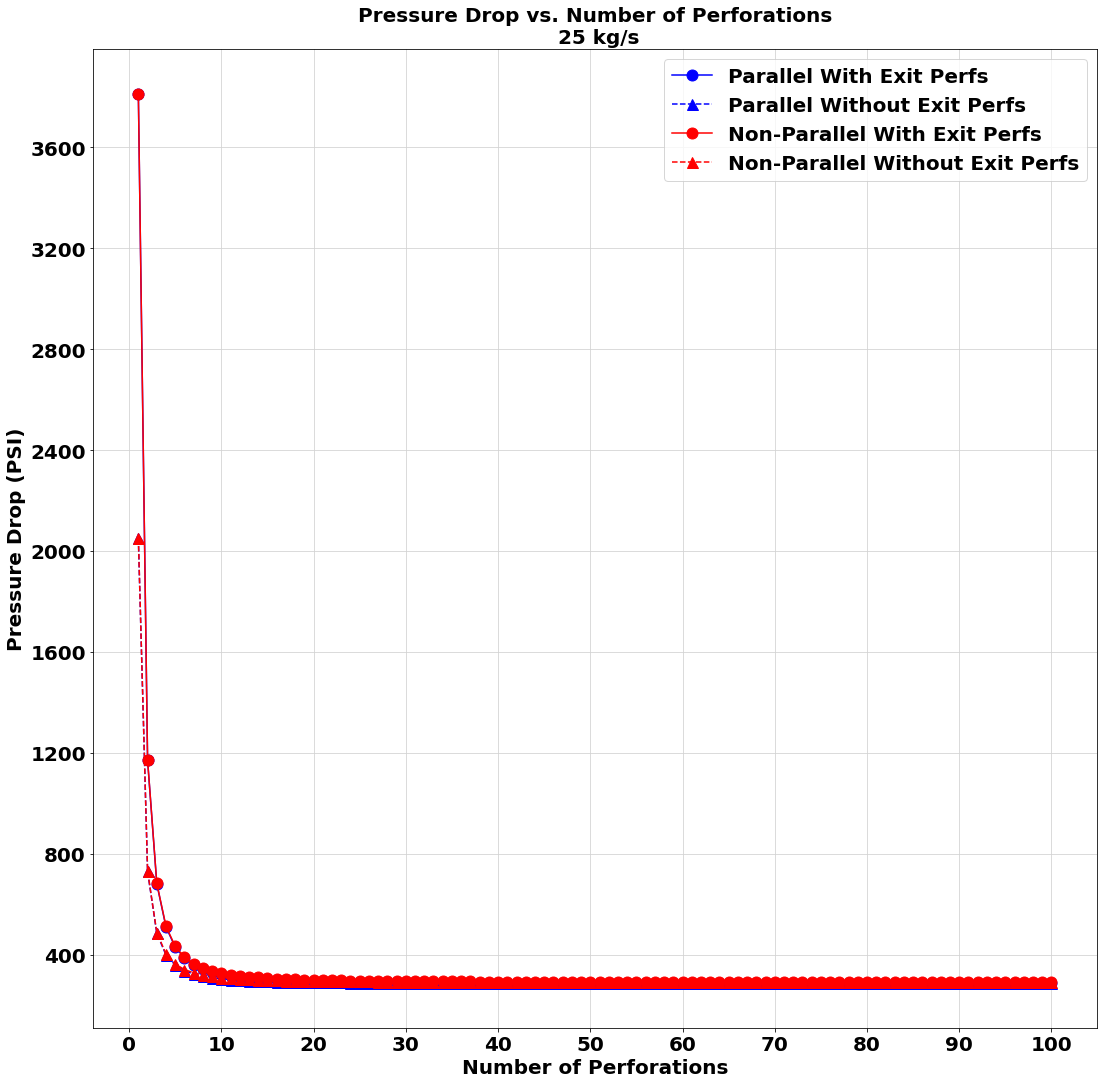 Pressure Drop vs. Number of Perforations
25 kg/s
Parallel With Exit Perfs
Parallel Without Exit Perfs
Non-Parallel With Exit Perfs
Non-Parallel Without Exit Perfs
Pressure Drop (PSI)
3600
3200
2800
2400
2000
1600
1200
800
400
0 10 20 30 40 50 60 70 80 90 100
Number of Perforations